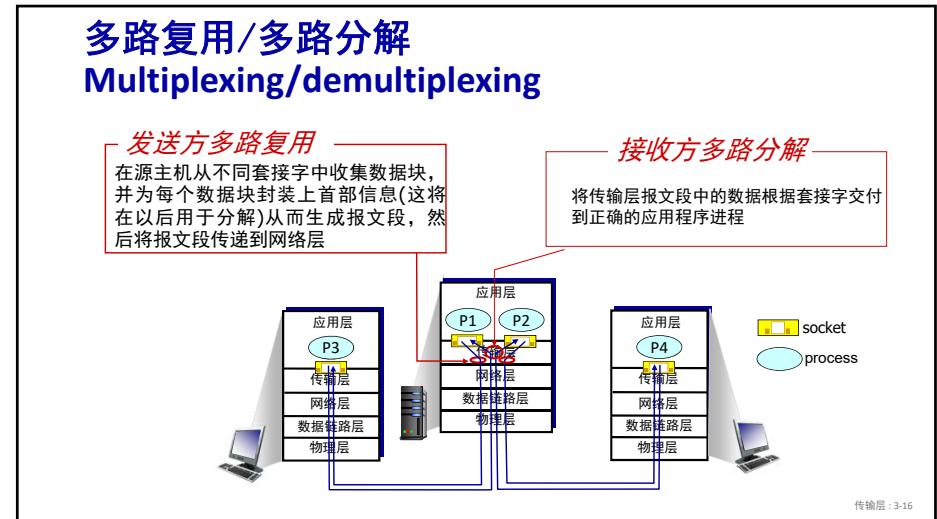 多路复用/多路分解
Multiplexing/demultiplexing
发送方多路复用
在源主机从不同套接字中收集数据块,
并为每个数据块封装上首部信息(这将
在以后用于分解)从而生成报文段，然
后将报文段传递到网络层
接收方多路分解
将传输层报文段中的数据根据套接字交付
到正确的应用程序进程
应用层
P3
传输层
网络层
数据链路层
物理层
应用层
P1
P2
传输层
网络层
数据链路层
物理层
应用层
P4
传输层
网络层
数据链路层
物理层
socket
process
传输层 : 3-16